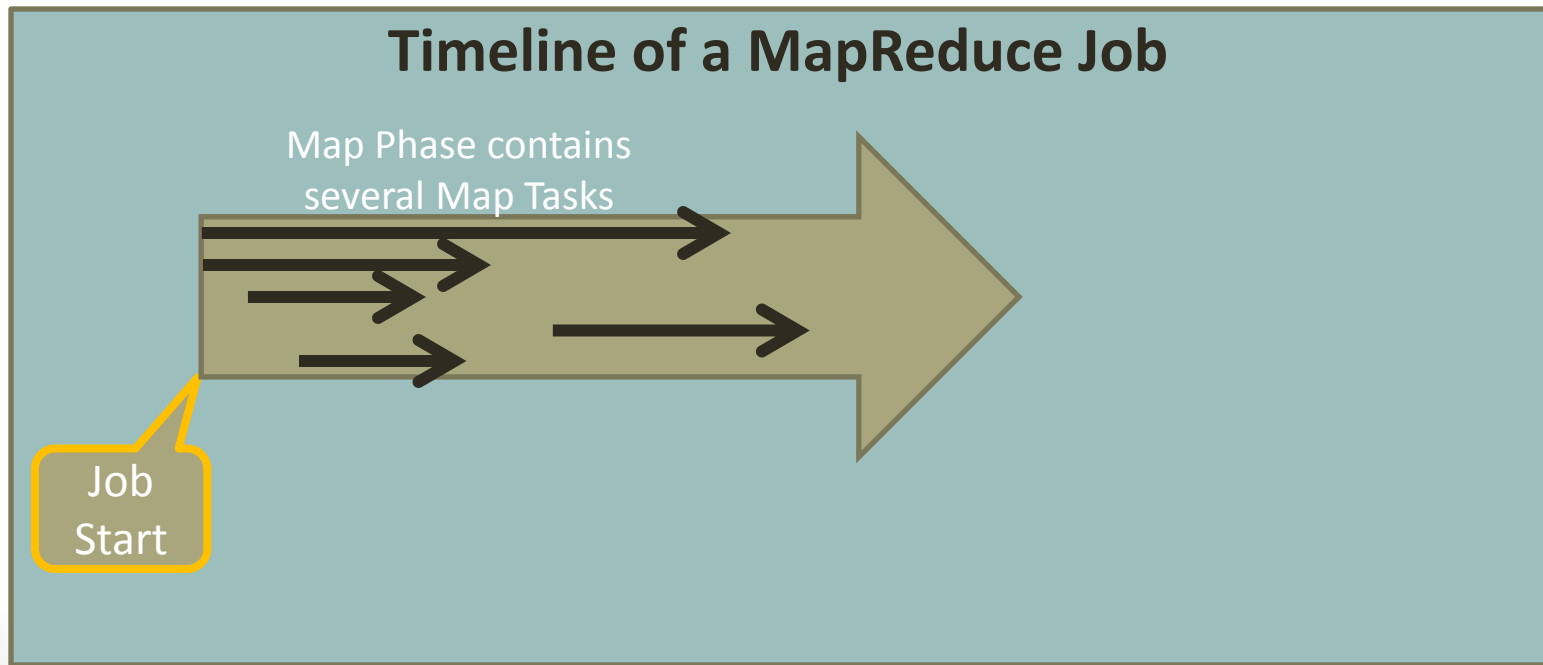 Timeline of a MapReduce Job
Map Phase contains
several Map Tasks
Job
Start